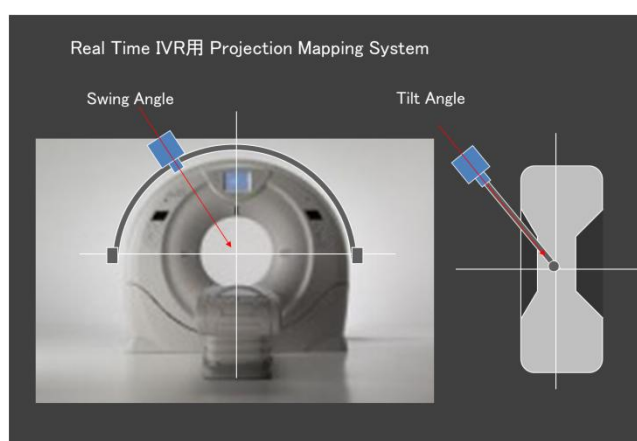 Real Time IVR用 Projection Mapping System
Swing Angle
Tilt Angle